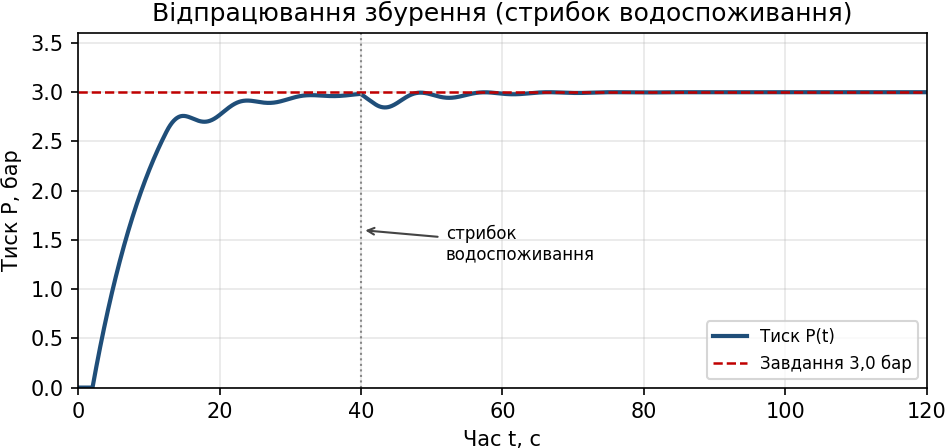 Відпрацювання збурення (стрибок водоспоживання)
Тиск P, бар
3.5
3.0
2.5
2.0
1.5
1.0
0.5
0.0
стрибок
водоспоживання
Тиск P(t)
Завдання 3,0 бар
0 20 40 60 80 100 120
Час t, с